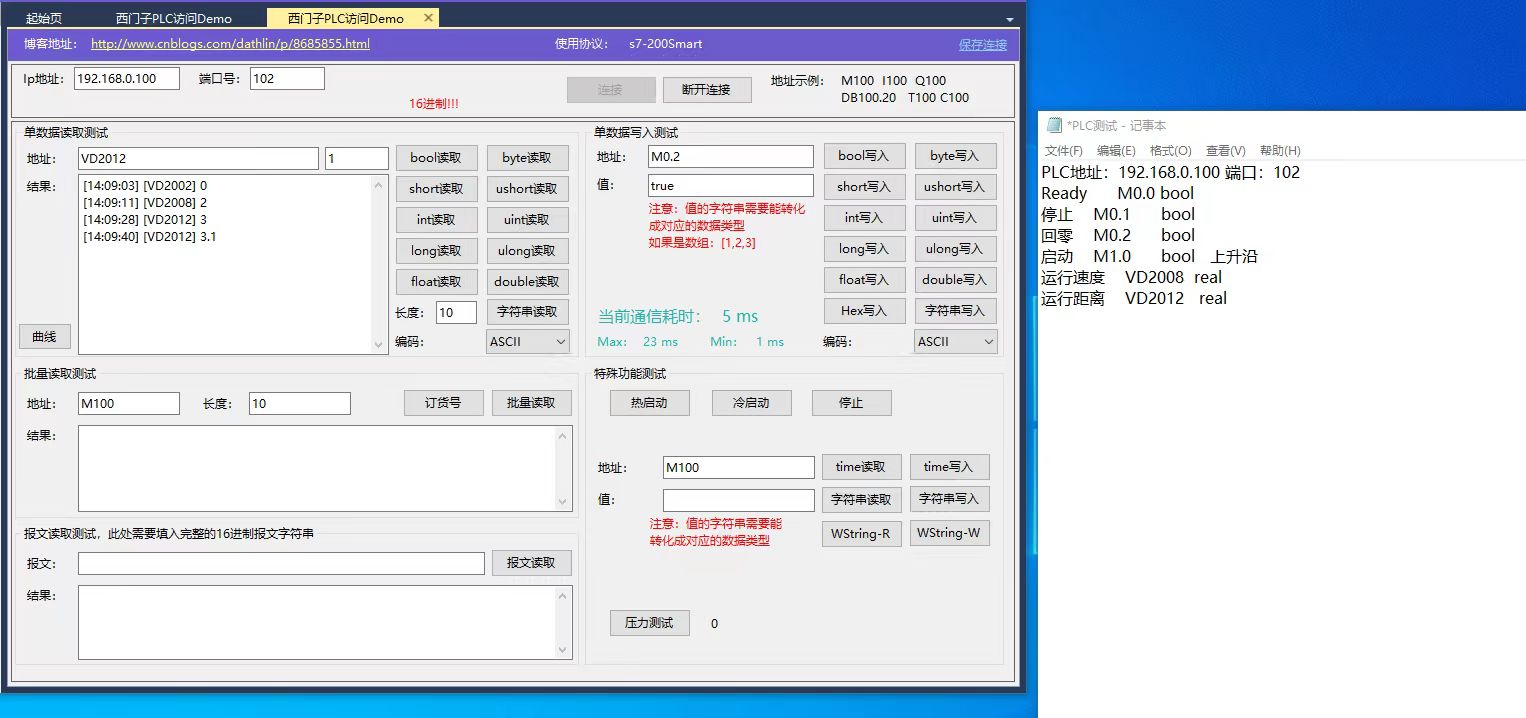 起始页 西门子PLC访问Demo 西门子PLC访问Demo
博客地址： http://www.cnblogs.com/dathlin/p/8685855.html 使用协议： s7-200Smart 保存连接
Ip地址： 192.168.0.100 端口号： 102 连接 断开连接 地址示例： M100 I100 Q100
DB100.20 T100 C100
16进制!!!
单数据读取测试
地址： VD2012 1 bool读取 byte读取
结果： [14:09:03] [VD2002] 0
[14:09:11] [VD2008] 2
[14:09:28] [VD2012] 3
[14:09:40] [VD2012] 3.1
short读取 ushort读取
int读取 uint读取
long读取 ulong读取
float读取 double读取
长度： 10 字符串读取
曲线 编码: ASCII
单数据写入测试
地址： M0.2 bool写入 byte写入
值： true short写入 ushort写入
注意：值的字符串需要能转化
成对应的数据类型
如果是数组：[1,2,3]
int写入 uint写入
long写入 ulong写入
float写入 double写入
Hex写入 字符串写入
当前通信耗时： 5 ms
Max: 23 ms Min: 1 ms 编码: ASCII
批量读取测试
地址： M100 长度： 10 订货号 批量读取
结果：
报文读取测试，此处需要填入完整的16进制报文字符串
报文: 报文读取
结果：
特殊功能测试
热启动 冷启动 停止
地址： M100 time读取 time写入
值： 字符串读取 字符串写入
注意：值的字符串需要能
转化成对应的数据类型
WString-R WString-W
压力测试 0
*PLC测试 - 记事本
文件(F) 编辑(E) 格式(O) 查看(V) 帮助(H)
PLC地址：192.168.0.100 端口：102
Ready M0.0 bool
停止 M0.1 bool
回零 M0.2 bool
启动 M1.0 bool 上升沿
运行速度 VD2008 real
运行距离 VD2012 real